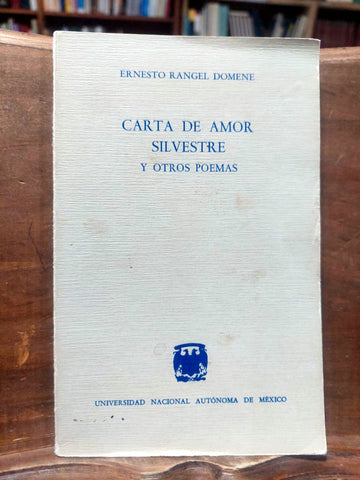 ERNESTO RANGEL DOMENE
CARTA DE AMOR
SILVESTRE
Y OTROS POEMAS
UNIVERSIDAD NACIONAL AUTÓNOMA DE MÉXICO